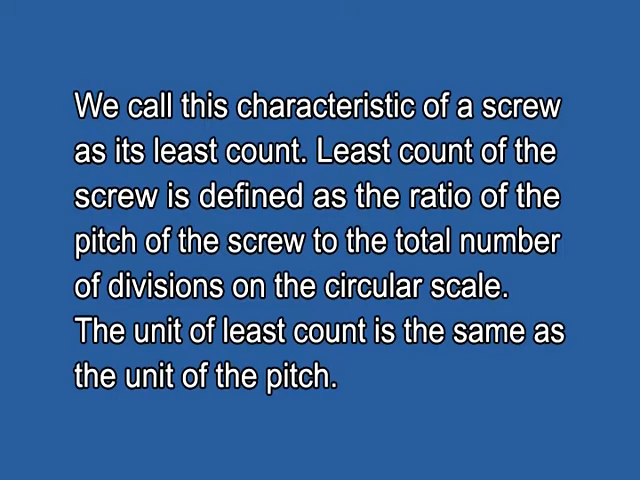 We call this characteristic of a screw
as its least count. Least count of the
screw is defined as the ratio of the
pitch of the screw to the total number
of divisions on the circular scale.
The unit of least count is the same as
the unit of the pitch.